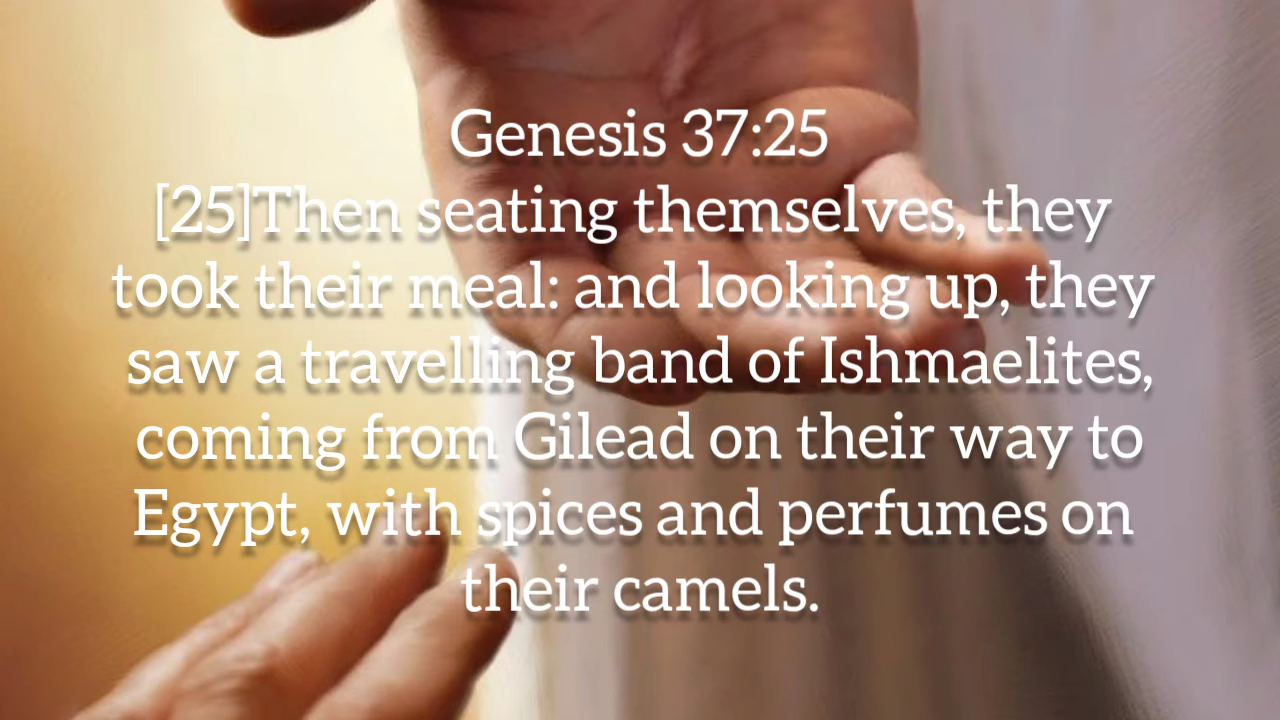 Genesis 37:25
[25]Then seating themselves, they
took their meal: and looking up, they
saw a travelling band of Ishmaelites,
coming from Gilead on their way to
Egypt, with spices and perfumes on
their camels.